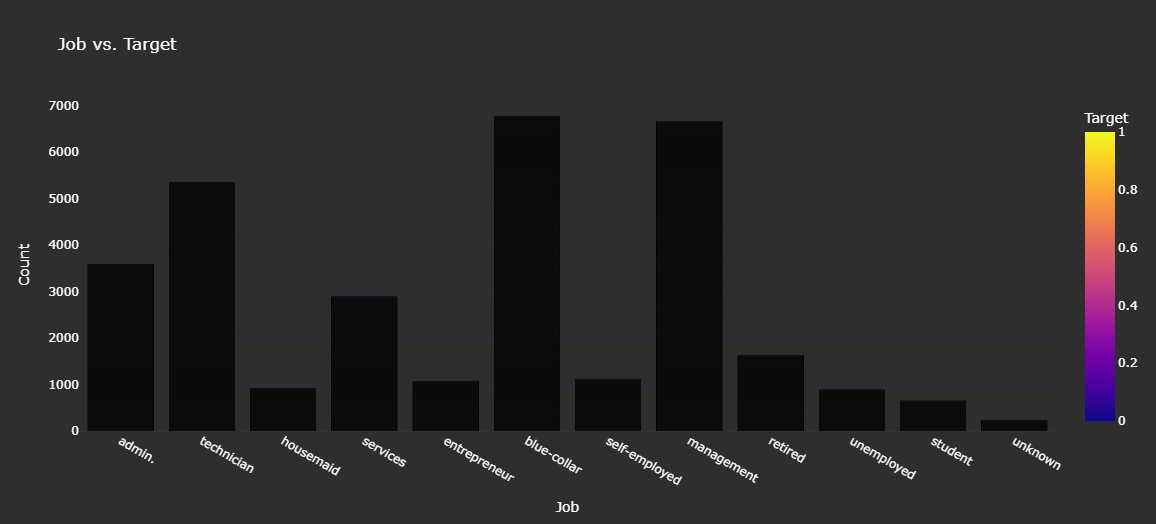 Job vs. Target
Target
1
0.8
0.6
0.4
0.2
0
Count
7000
6000
5000
4000
3000
2000
1000
0
admin.
technician
housemaid
services
entrepreneur
blue-collar
self-employed
management
retired
unemployed
student
unknown
Job